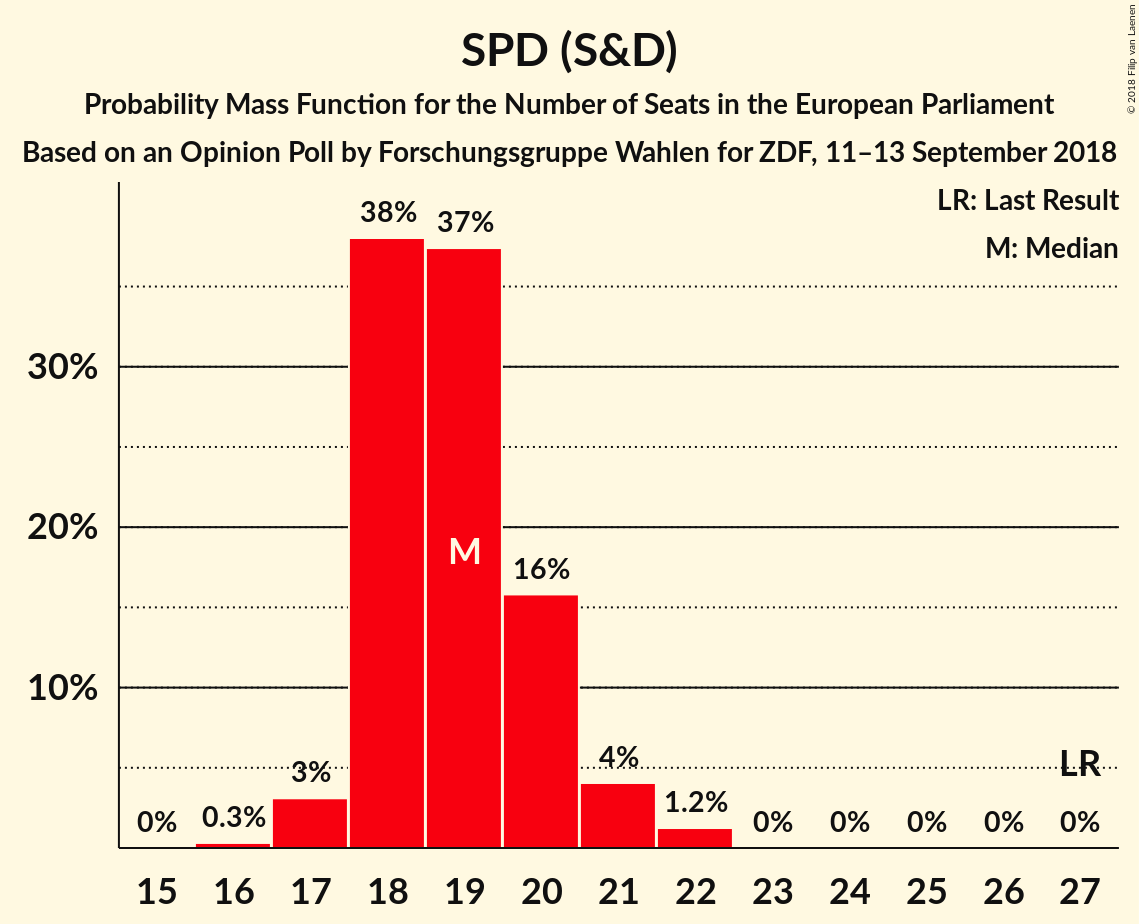 SPD (S&D)
Probability Mass Function for the Number of Seats in the European Parliament
Based on an Opinion Poll by Forschungsgruppe Wahlen for ZDF, 11–13 September 2018
© 2018 Filip van Laenen
LR: Last Result
M: Median
38% 37%
30%
20%
M
16%
10%
4%
3%
LR
0% 0.3% 1.2% 0% 0% 0% 0% 0%
15 16 17 18 19 20 21 22 23 24 25 26 27